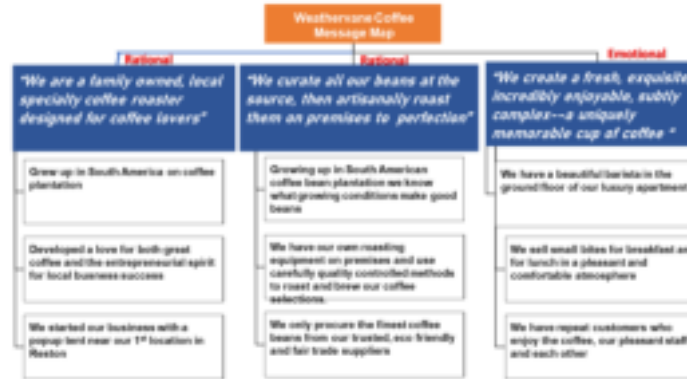 Weathervane Coffee
Message Map
Rational
Rational
Emotional
"We are a family owned, local
specialty coffee roaster
designed for coffee lovers"
Grew up in South America on coffee
plantation
Developed a love for both great
coffee and the entrepreneurial spirit
for local business success
We started our business with a
popup tent near our 1st location in
Reston
"We curate all our beans at the
source, then artisanally roast
them on premises to perfection"
Growing up in South American
coffee bean plantation we know
what growing conditions make good
beans
We have our own roasting
equipment on premises and use
carefully quality controlled methods
to roast and brew our coffee
selections.
We only procure the finest coffee
beans from our trusted, eco friendly
and fair trade suppliers
"We create a fresh, exquisite
incredibly enjoyable, subtly
complex---a uniquely
memorable cup of coffee "
We have a beautiful barista in the
ground floor of our luxury apartment
We sell small bites for breakfast an
for lunch in a pleasant and
comfortable atmosphere
We have repeat customers who
enjoy the coffee, our pleasant staff
and each other